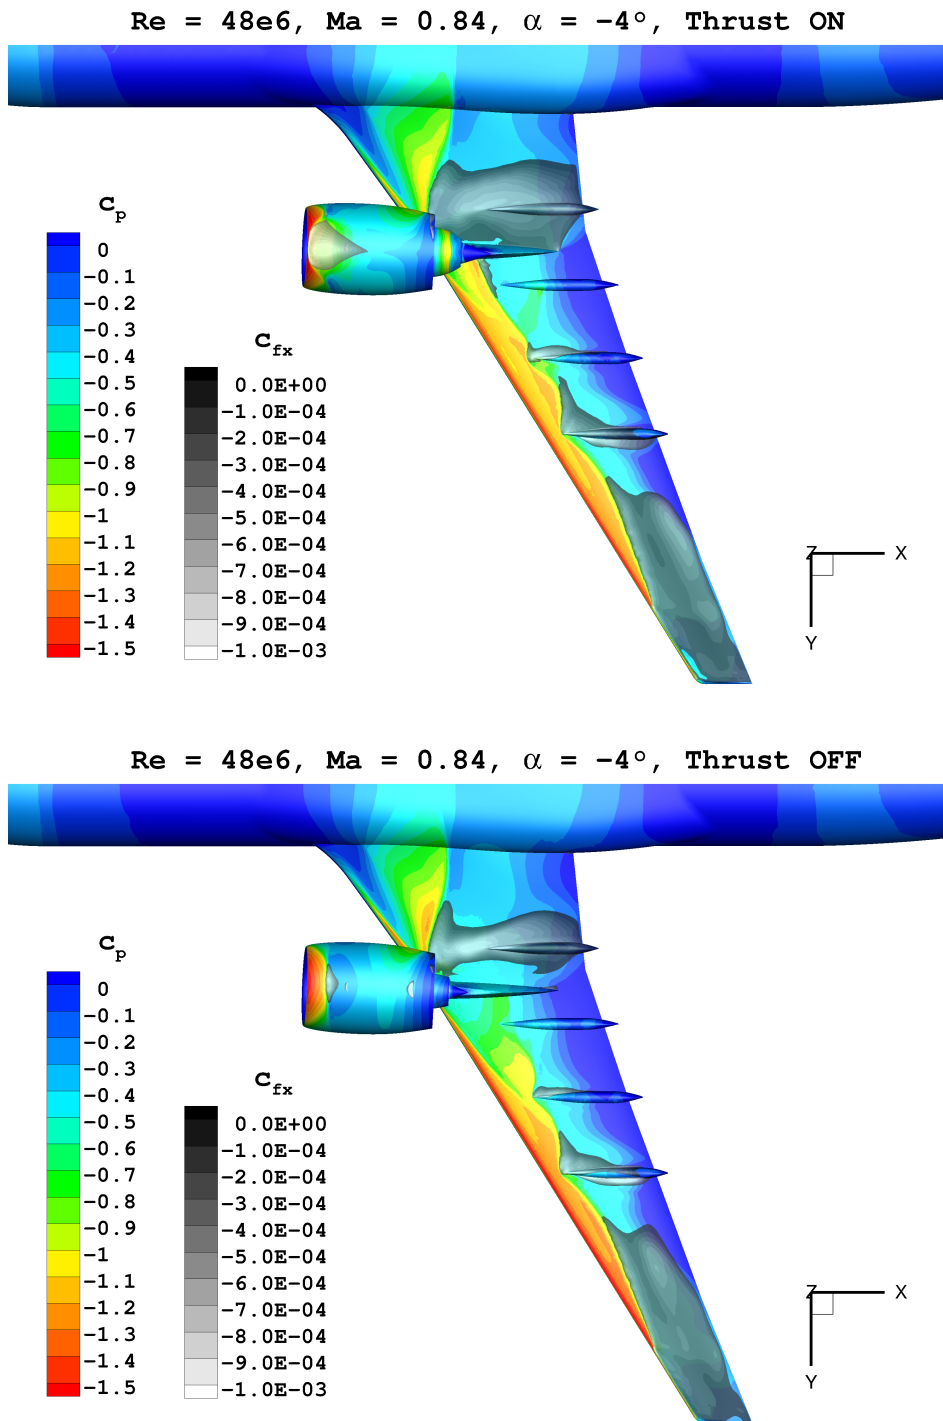 Re = 48e6, Ma = 0.84, α = −4°, Thrust ON
Cp
0
−0.1
−0.2
−0.3
−0.4
−0.5
−0.6
−0.7
−0.8
−0.9
−1
−1.1
−1.2
−1.3
−1.4
−1.5
Cfx
0.0E+00
−1.0E−04
−2.0E−04
−3.0E−04
−4.0E−04
−5.0E−04
−6.0E−04
−7.0E−04
−8.0E−04
−9.0E−04
−1.0E−03
Z X
Y
Re = 48e6, Ma = 0.84, α = −4°, Thrust OFF
Cp
0
−0.1
−0.2
−0.3
−0.4
−0.5
−0.6
−0.7
−0.8
−0.9
−1
−1.1
−1.2
−1.3
−1.4
−1.5
Cfx
0.0E+00
−1.0E−04
−2.0E−04
−3.0E−04
−4.0E−04
−5.0E−04
−6.0E−04
−7.0E−04
−8.0E−04
−9.0E−04
−1.0E−03
Z X
Y